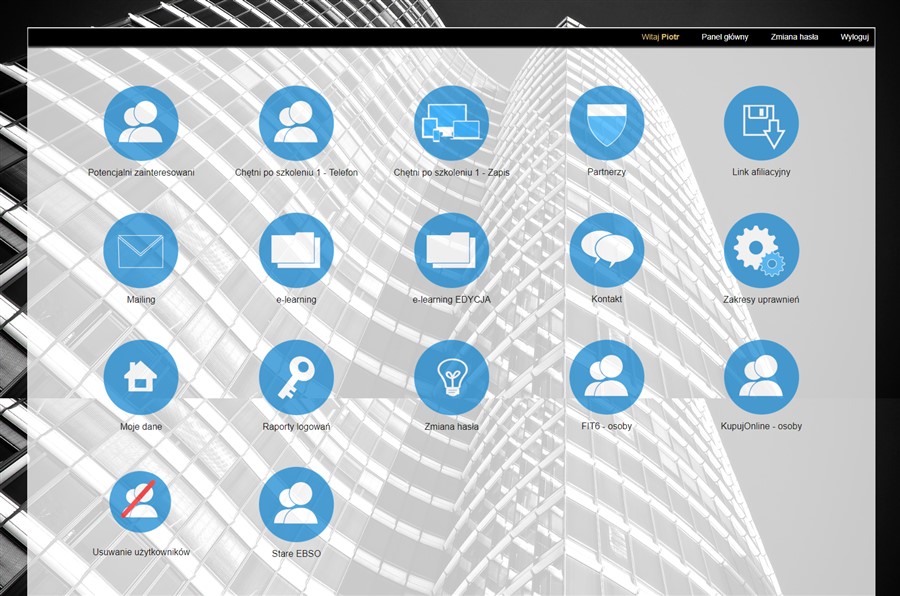 Witaj Piotr Panel główny Zmiana hasła Wyloguj
Potencjalni zainteresowani
Chętni po szkoleniu 1 - Telefon
Chętni po szkoleniu 1 - Zapis
Partnerzy
Link afiliacyjny
Mailing
e-learning
e-learning EDYCJA
Kontakt
Zakresy uprawnień
Moje dane
Raporty logowań
Zmiana hasła
FIT6 - osoby
KupujOnline - osoby
Usuwanie użytkowników
Stare EBSO